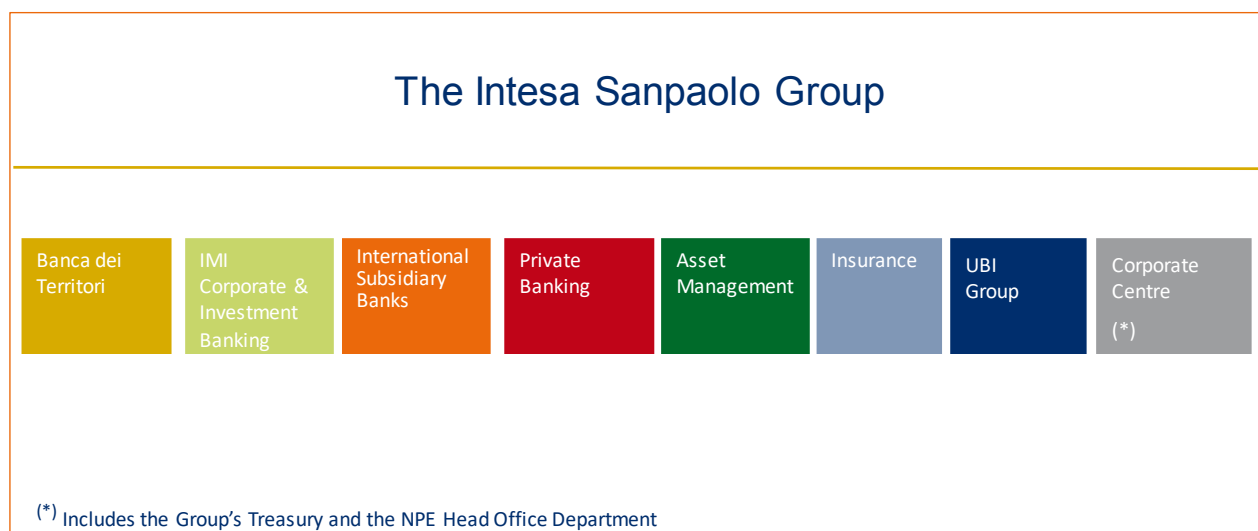 The Intesa Sanpaolo Group
Banca dei
Territori
IMI
Corporate &
Investment
Banking
International
Subsidiary
Banks
Private
Banking
Asset
Management
Insurance
UBI
Group
Corporate
Centre
(*)
(*) Includes the Group’s Treasury and the NPE Head Office Department